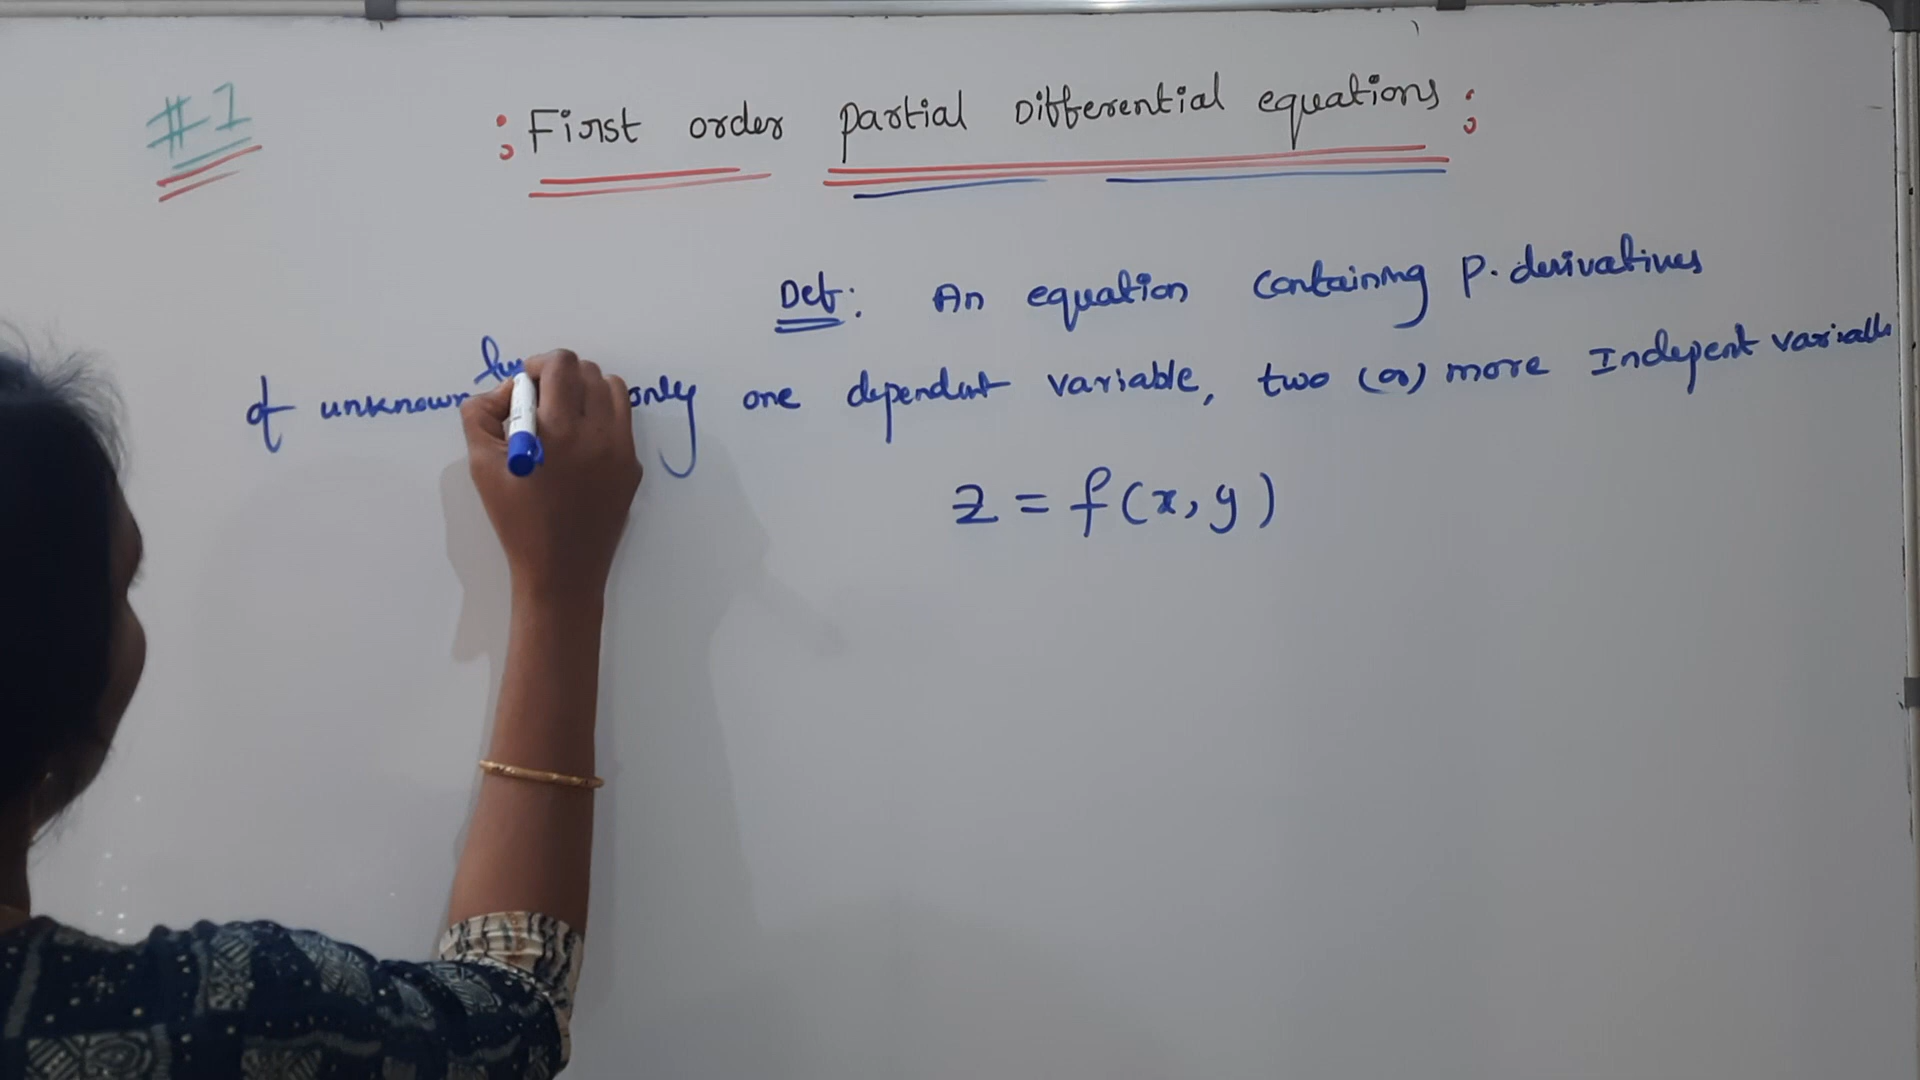 #1
: First order partial Differential equations :
Def: An equation containing P. derivatives
of unknown only one dependent variable, two (or) more Indepent variable
z = f(x, y)